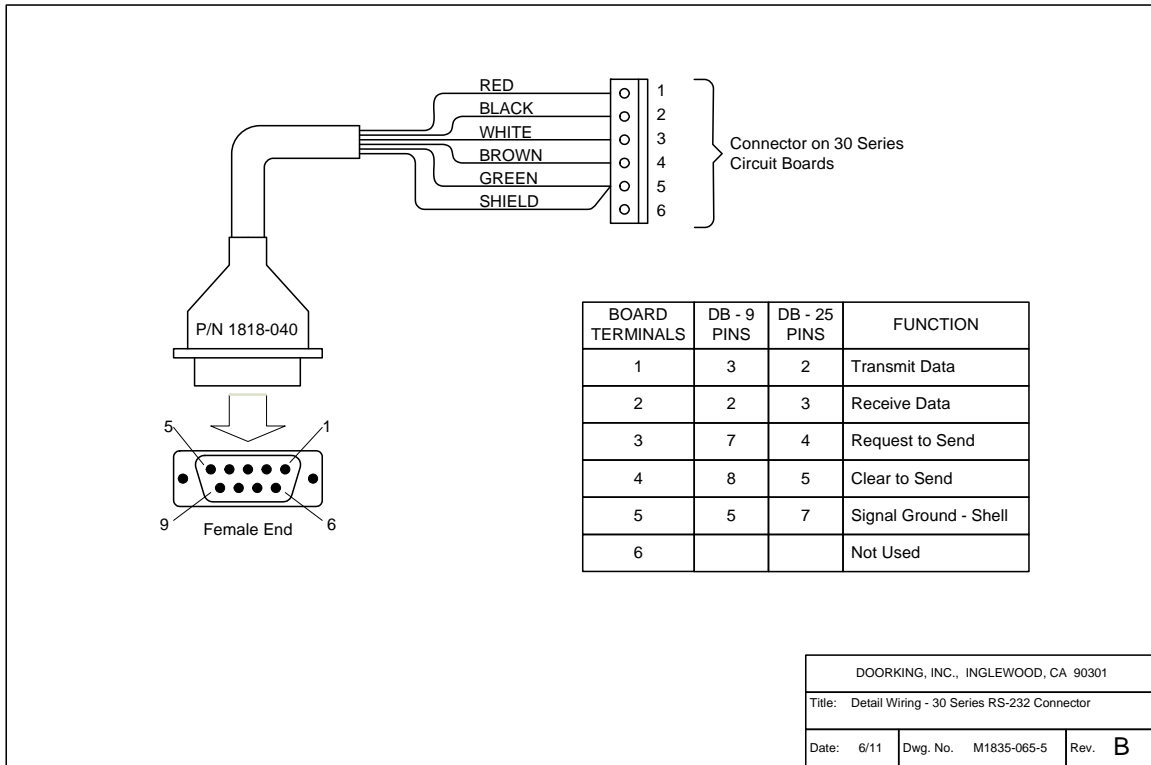 RED
BLACK
WHITE
BROWN
GREEN
SHIELD
1
2
3
4
5
6
Connector on 30 Series
Circuit Boards
P/N 1818-040
5
1
9
6
Female End
BOARD TERMINALS DB - 9 PINS DB - 25 PINS FUNCTION
1 3 2 Transmit Data
2 2 3 Receive Data
3 7 4 Request to Send
4 8 5 Clear to Send
5 5 7 Signal Ground - Shell
6 Not Used
DOORKING, INC., INGLEWOOD, CA 90301
Title: Detail Wiring - 30 Series RS-232 Connector
Date: 6/11 Dwg. No. M1835-065-5 Rev. B